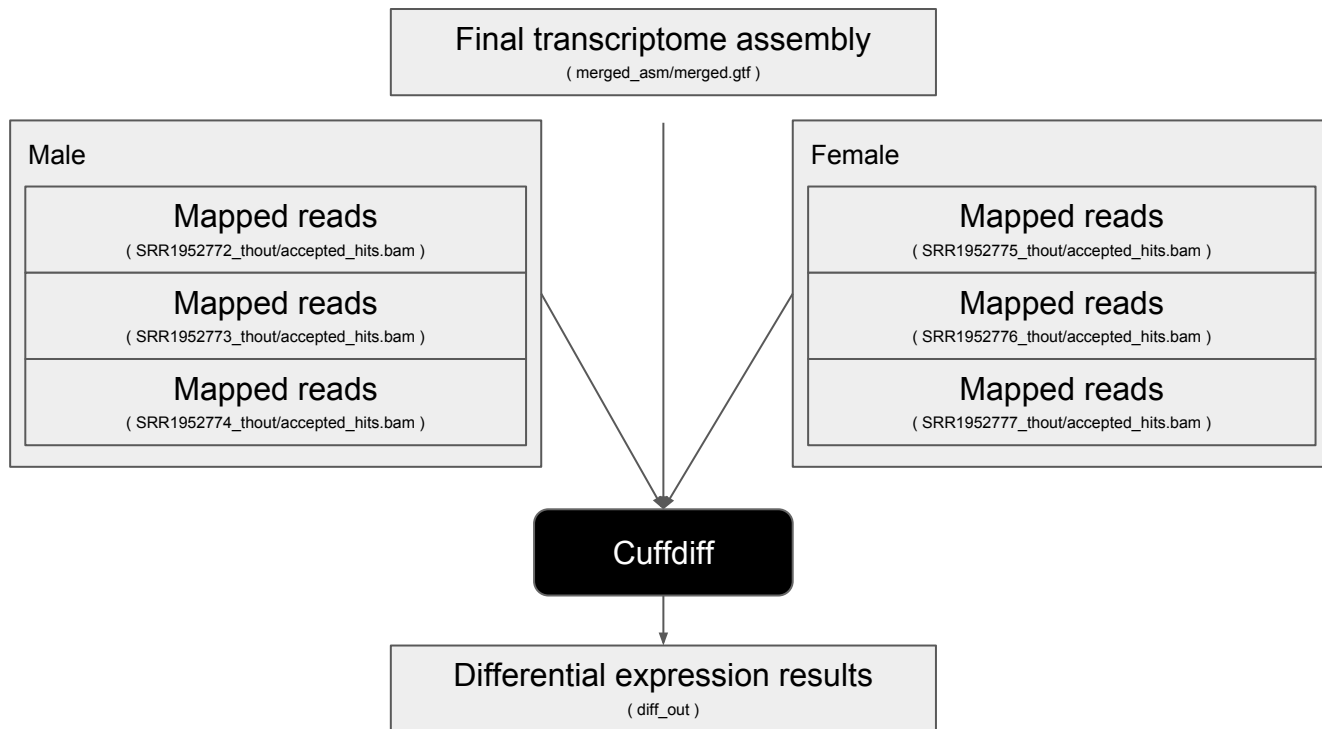 Final transcriptome assembly
( merged_asm/merged.gtf )
Male
Mapped reads
( SRR1952772_thout/accepted_hits.bam )
Mapped reads
( SRR1952773_thout/accepted_hits.bam )
Mapped reads
( SRR1952774_thout/accepted_hits.bam )
Female
Mapped reads
( SRR1952775_thout/accepted_hits.bam )
Mapped reads
( SRR1952776_thout/accepted_hits.bam )
Mapped reads
( SRR1952777_thout/accepted_hits.bam )
Cuffdiff
Differential expression results
( diff_out )